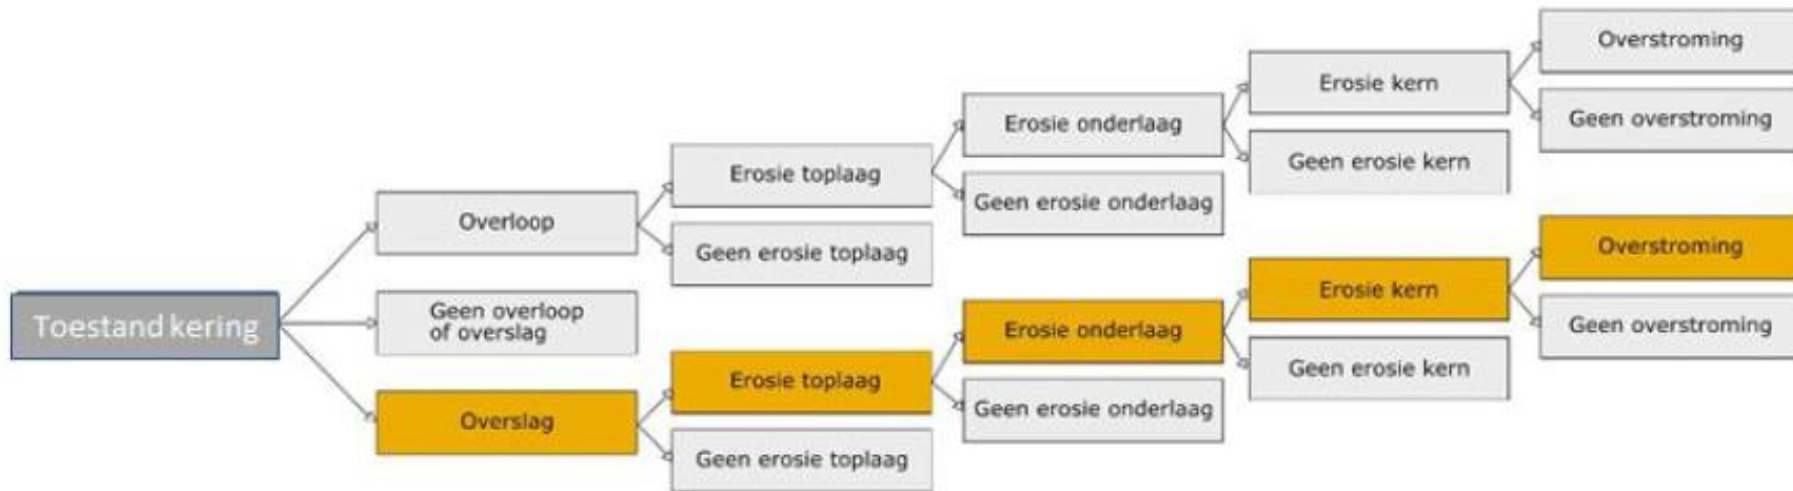 Overstroming
Erosie kern
Geen overstroming
Erosie onderlaag
Geen erosie kern
Erosie toplaag
Geen erosie onderlaag
Overloop
Geen erosie toplaag
Toestand kering
Geen overloop
of overslag
Overstroming
Erosie kern
Geen overstroming
Erosie onderlaag
Geen erosie kern
Erosie toplaag
Geen erosie onderlaag
Overslag
Geen erosie toplaag